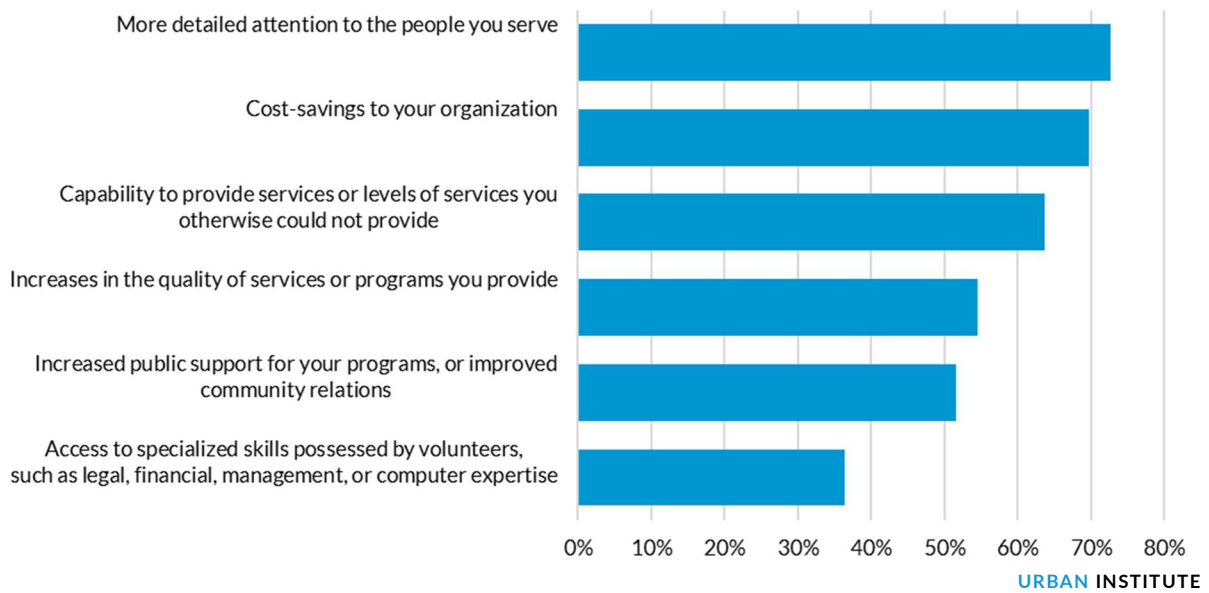 More detailed attention to the people you serve
Cost-savings to your organization
Capability to provide services or levels of services you
otherwise could not provide
Increases in the quality of services or programs you provide
Increased public support for your programs, or improved
community relations
Access to specialized skills possessed by volunteers,
such as legal, financial, management, or computer expertise
0% 10% 20% 30% 40% 50% 60% 70% 80%
URBAN INSTITUTE